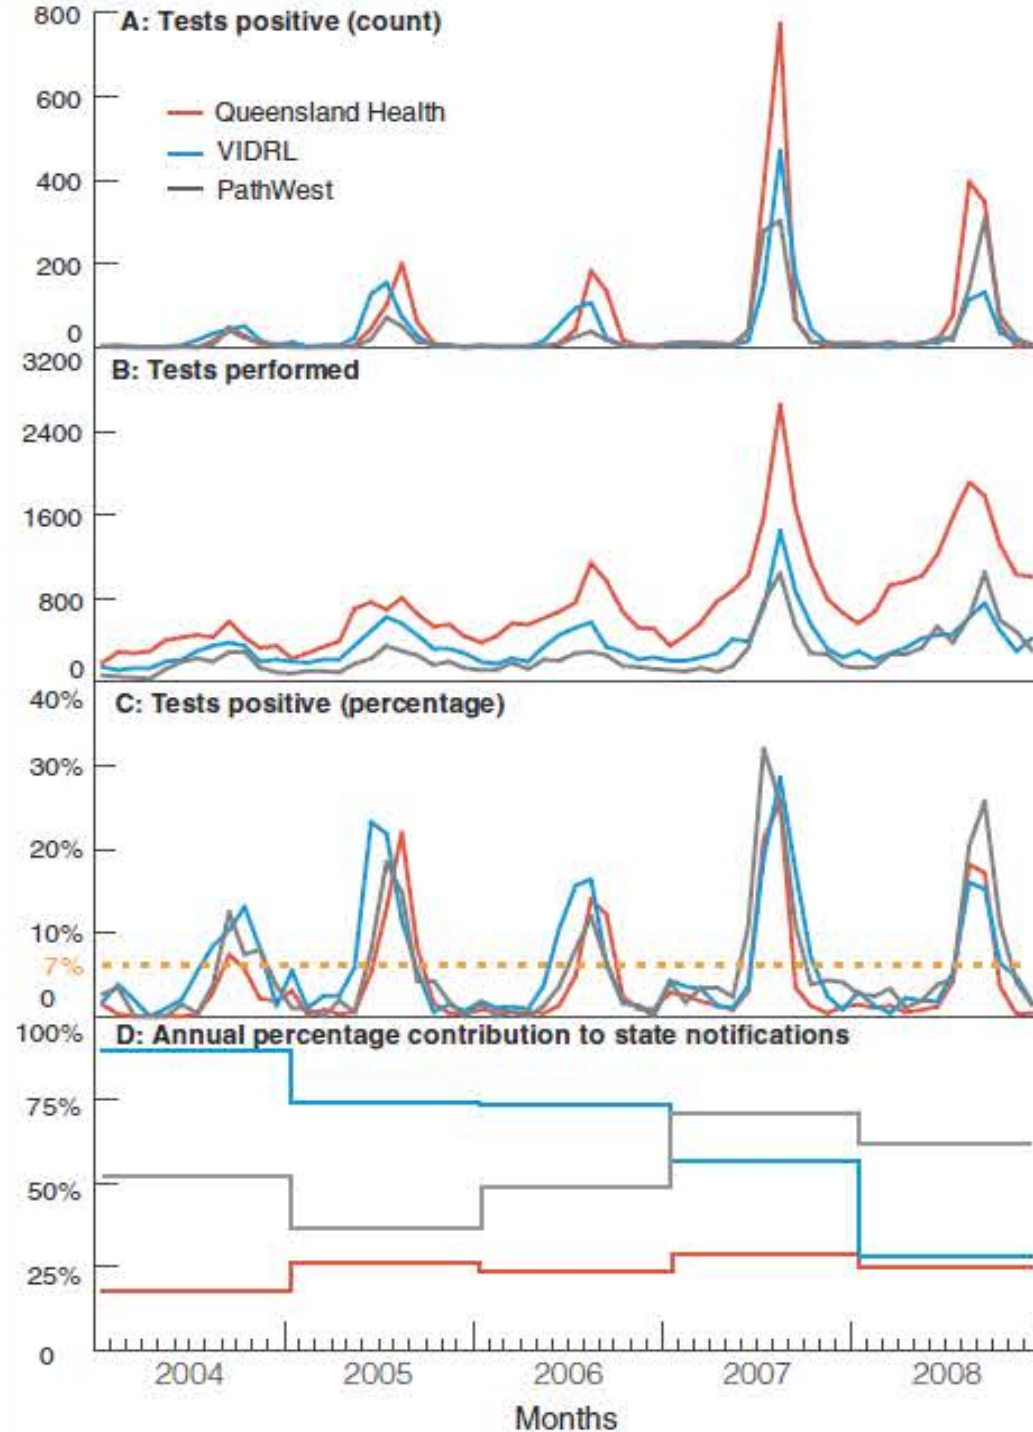 800
A: Tests positive (count)
600
Queensland Health
VIDRL
400
PathWest
200
0
3200
B: Tests performed
2400
1600
800
0
40%
C: Tests positive (percentage)
30%
20%
10%
7%
0
100%
D: Annual percentage contribution to state notifications
75%
50%
25%
0
2004 2005 2006 2007 2008
Months